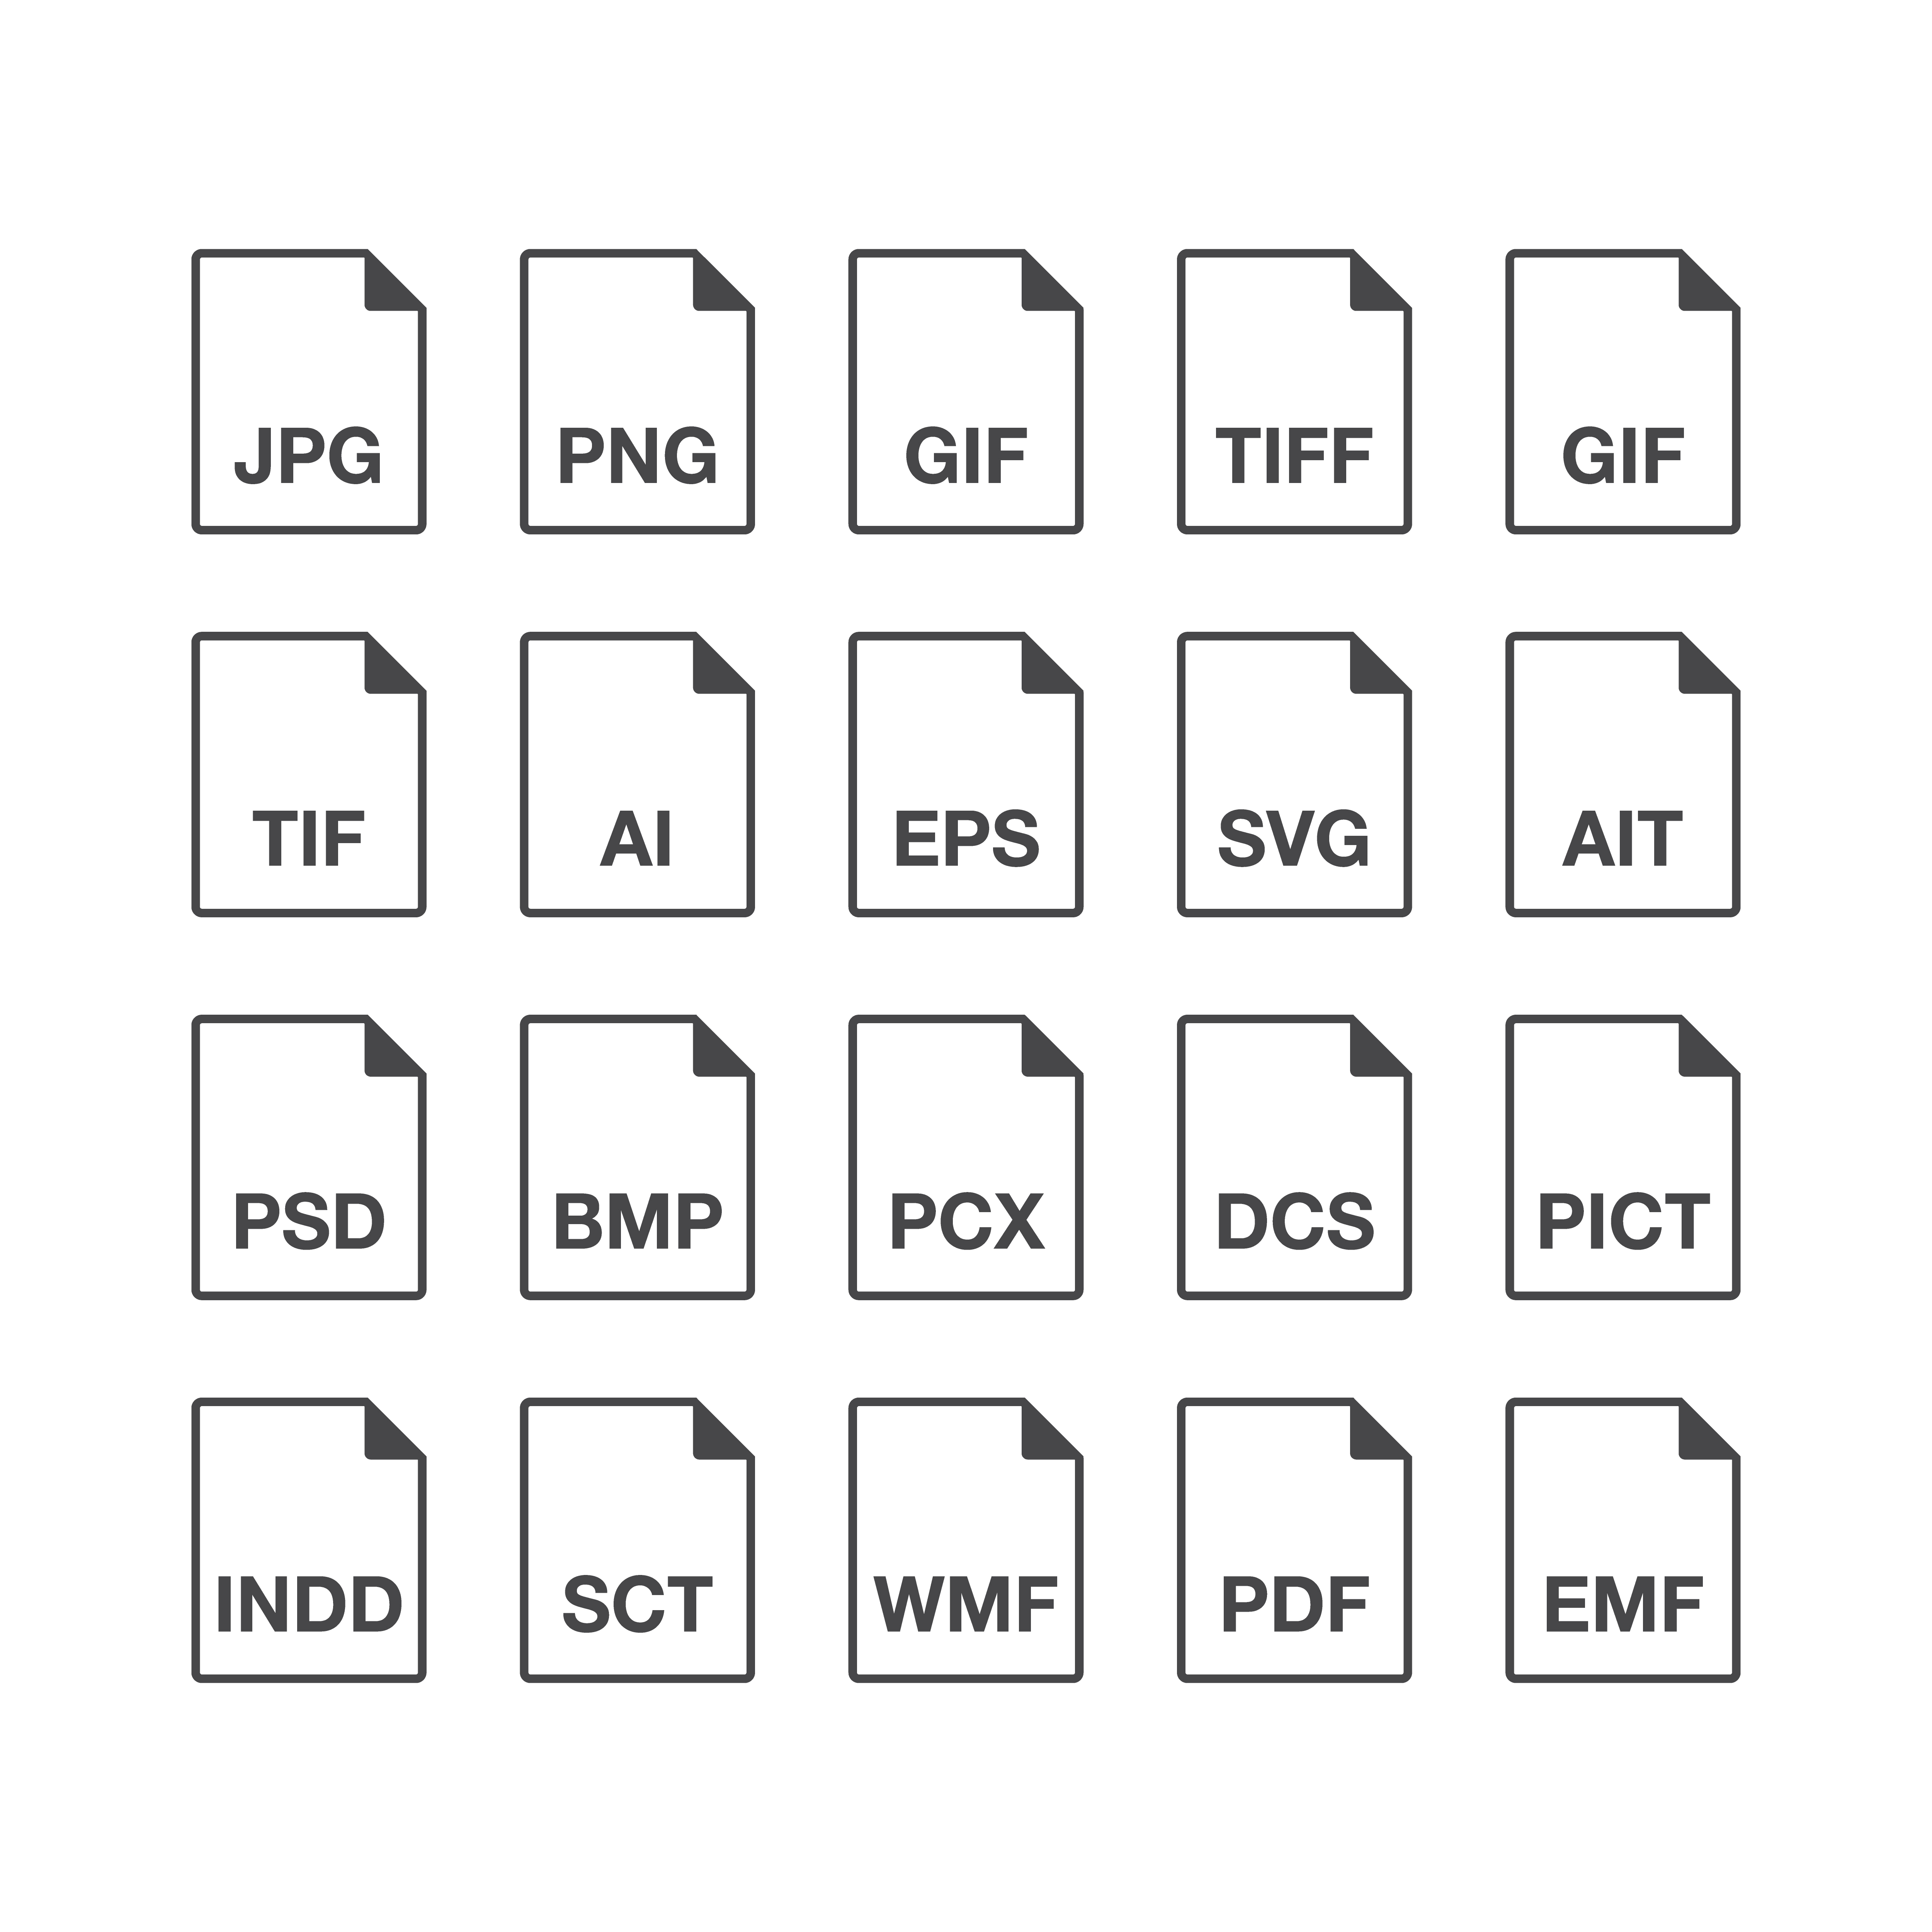 JPG PNG GIF TIFF GIF
TIF AI EPS SVG AIT
PSD BMP PCX DCS PICT
INDD SCT WMF PDF EMF